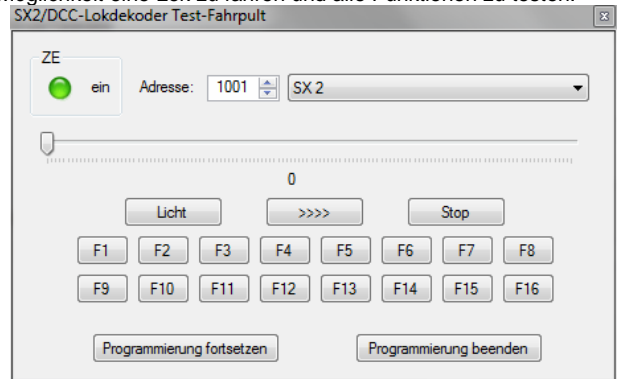 SX2/DCC-Lokdekoder Test-Fahrpult
ZE
ein Adresse: 1001 SX 2
0
Licht >>>> Stop
F1 F2 F3 F4 F5 F6 F7 F8
F9 F10 F11 F12 F13 F14 F15 F16
Programmierung fortsetzen Programmierung beenden